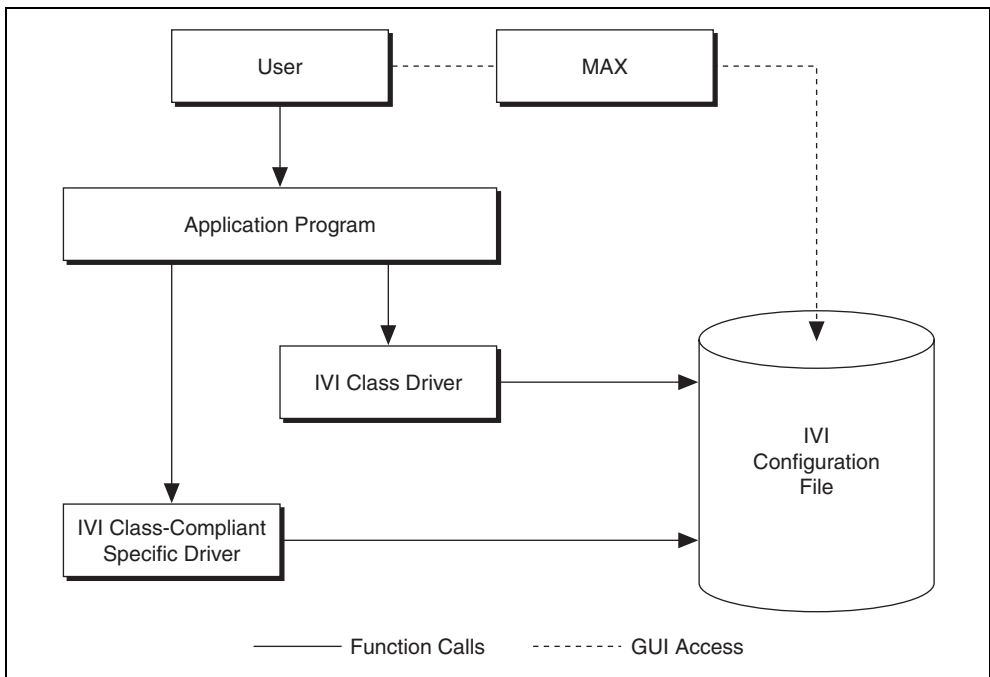 User
MAX
Application Program
IVI Class Driver
IVI
Configuration
File
IVI Class-Compliant
Specific Driver
Function Calls
GUI Access